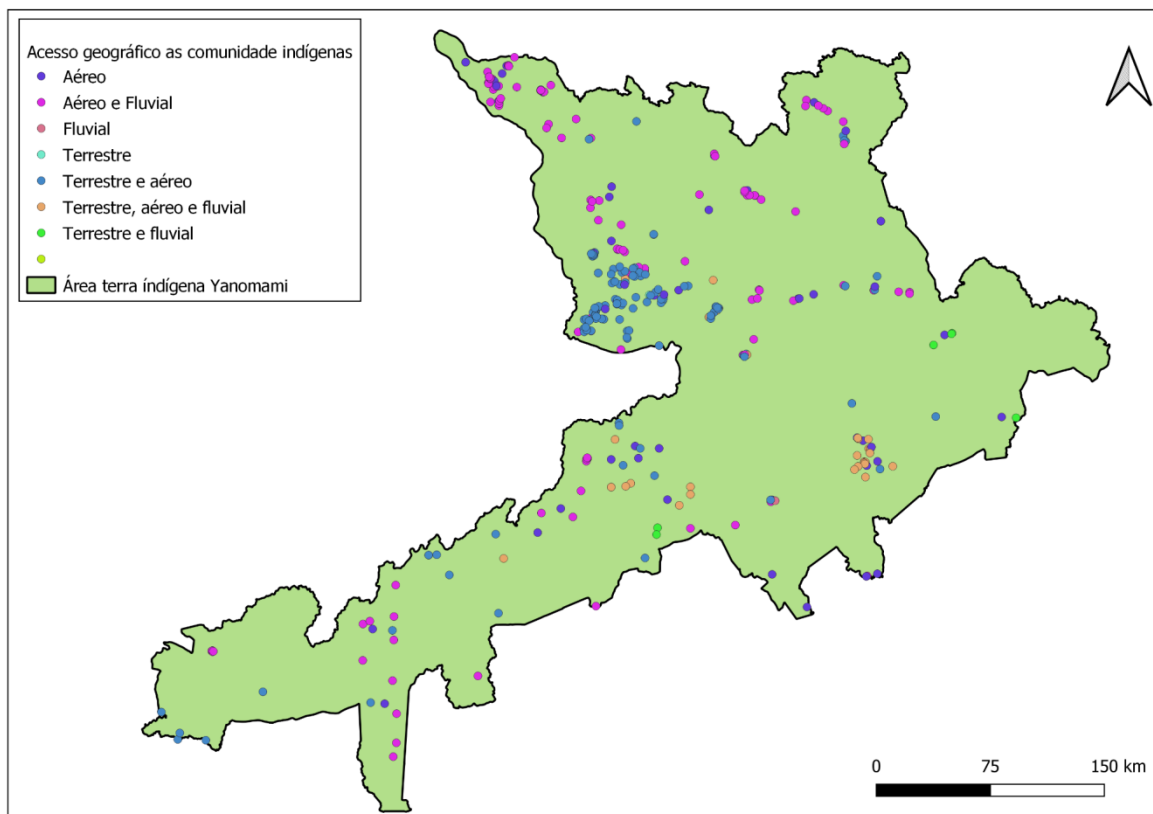 Acesso geográfico as comunidade indígenas
Aéreo
Aéreo e Fluvial
Fluvial
Terrestre
Terrestre e aéreo
Terrestre, aéreo e fluvial
Terrestre e fluvial
Área terra índígena Yanomami
0 75 150 km